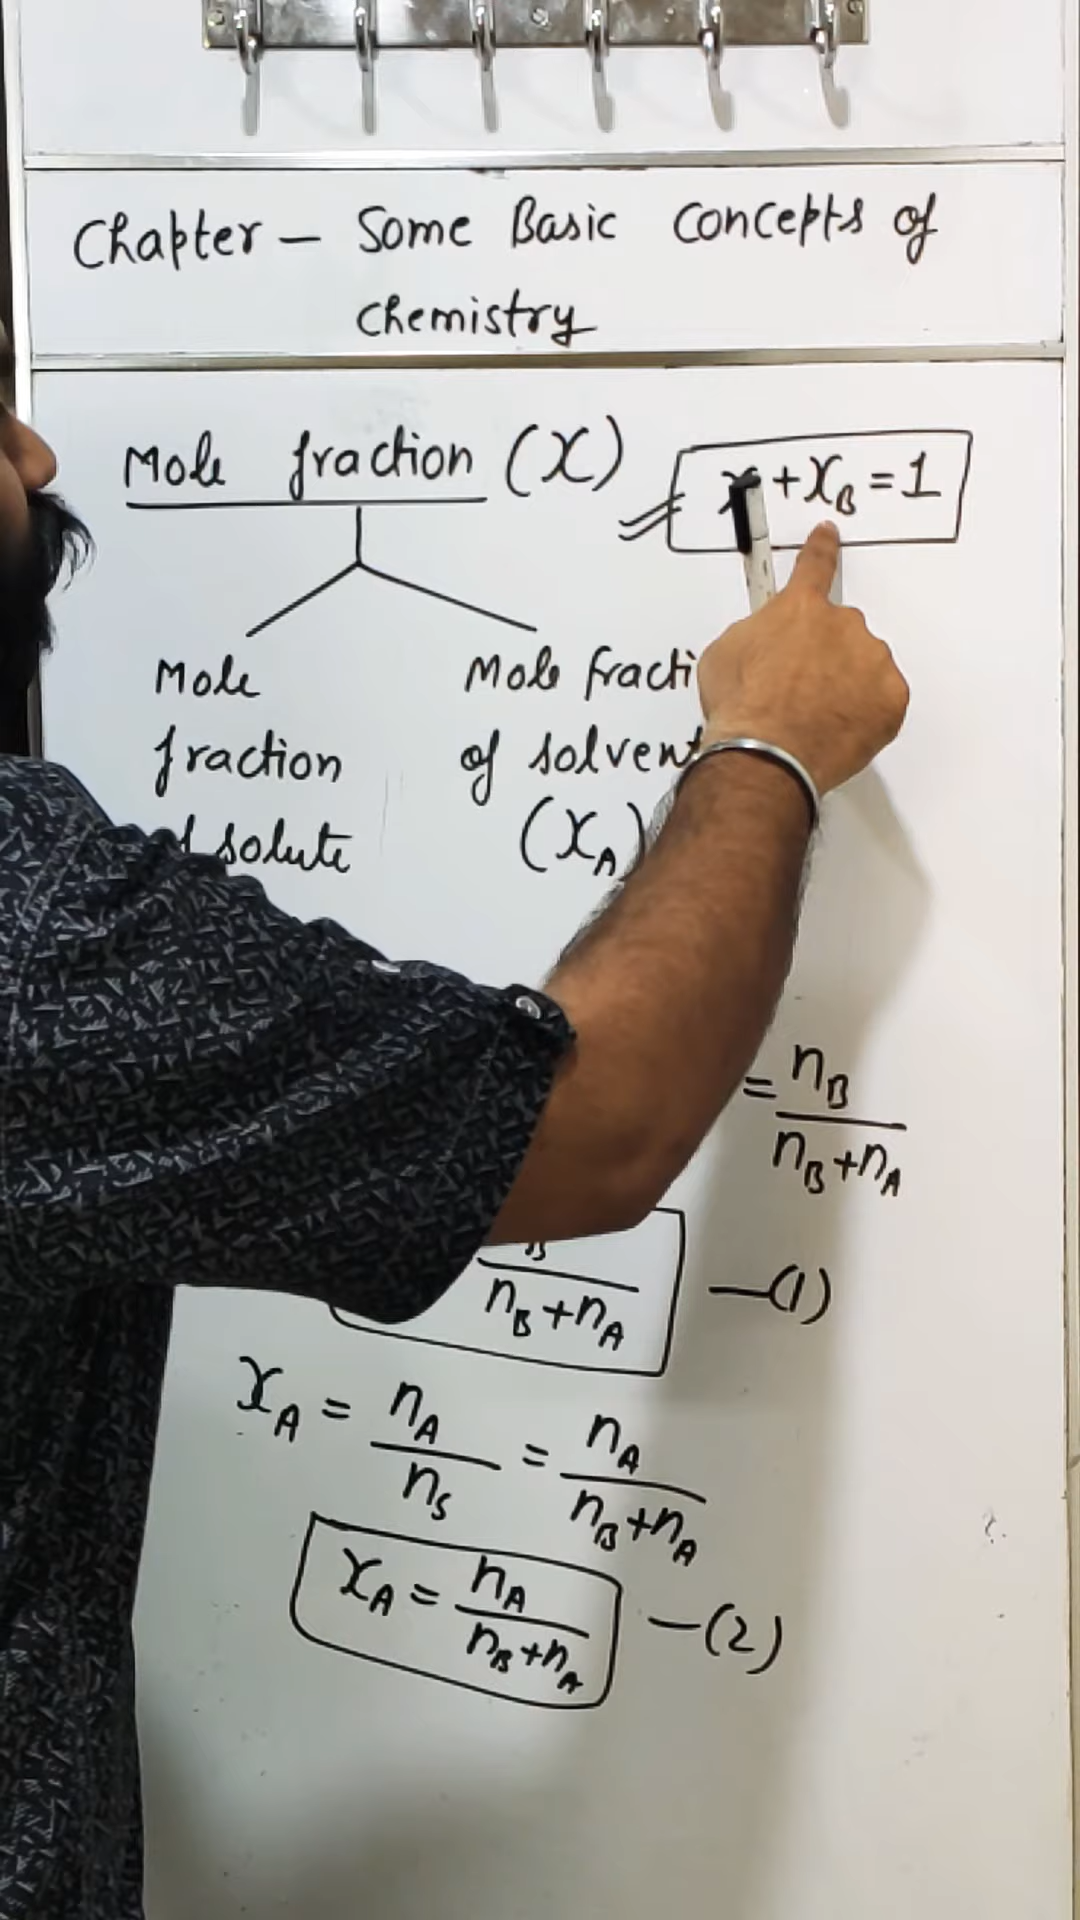 Chapter - Some Basic Concepts of
Chemistry
Mole fraction (X)
+ X_B = 1
Mole
fraction
solute
Mole
of solvent
(X_A)
= n_B / (n_B + n_A)
n_B + n_A
—(1)
x_A = n_A / n_S = n_A / (n_B + n_A)
x_A = n_A / (n_B + n_A) —(2)